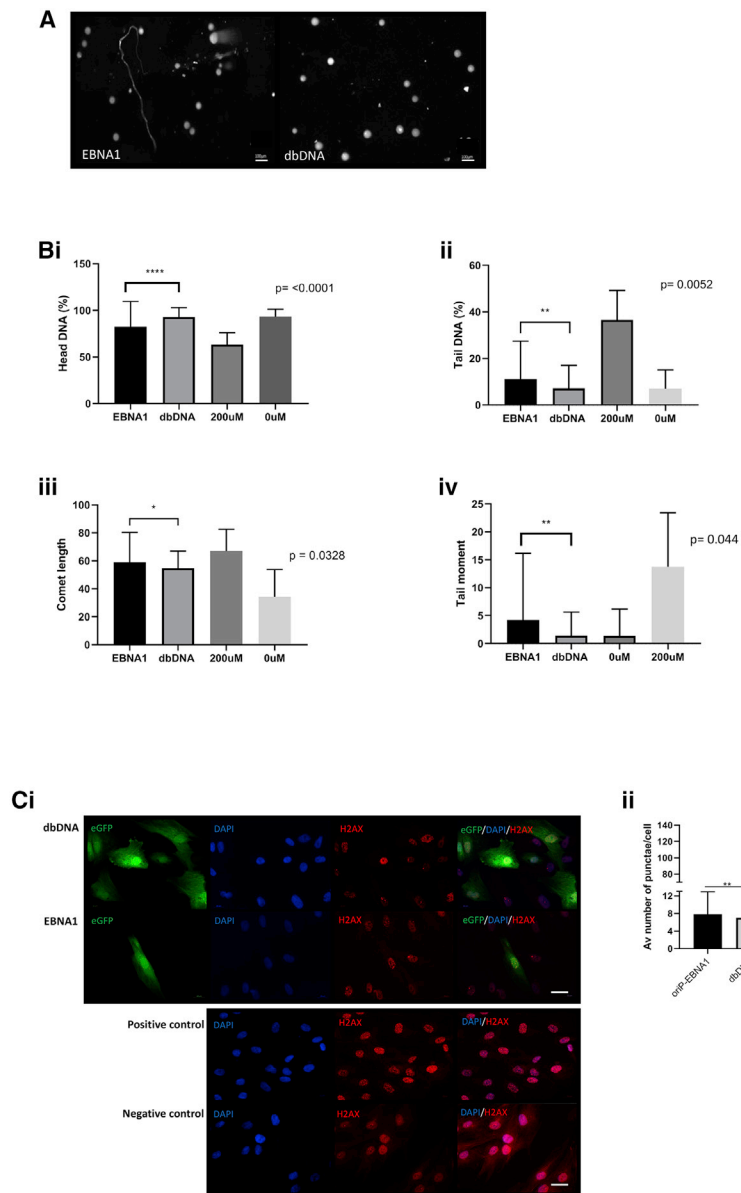 A
EBNA1
100μm
dbDNA
100μm
Bi
Head DNA (%)
150
100
50
0
****
p= <0.0001
EBNA1 dbDNA 200uM 0uM
ii
Tail DNA (%)
60
40
20
0
**
p= 0.0052
EBNA1 dbDNA 200uM 0uM
iii
Comet length
100
80
60
40
20
0
*
p = 0.0328
EBNA1 dbDNA 200uM 0uM
iv
Tail moment
25
20
15
10
5
0
**
p= 0.044
EBNA1 dbDNA 0uM 200uM
Ci
dbDNA
eGFP DAPI H2AX eGFP/DAPI/H2AX
EBNA1
eGFP DAPI H2AX eGFP/DAPI/H2AX
Positive control
DAPI H2AX DAPI/H2AX
Negative control
DAPI H2AX DAPI/H2AX
ii
Av number of punctae/cell
140
120
100
80
12
8
4
0
**
oriP-EBNA1